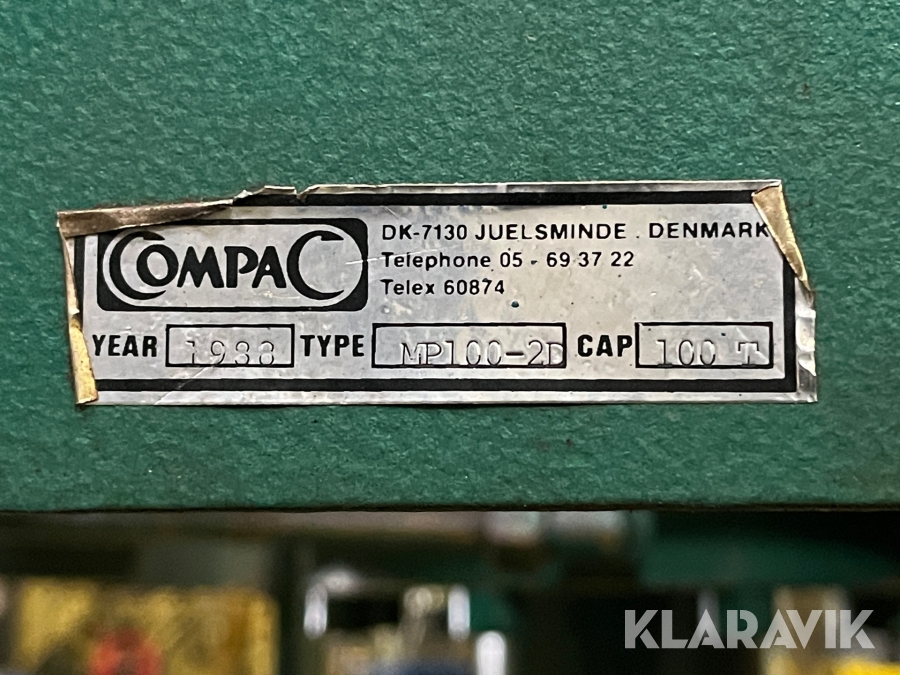 COMPAC
DK-7130 JUELSMINDE . DENMARK
Telephone 05 - 69 37 22
Telex 60874
YEAR 1988 TYPE MP100-2D CAP 100 T
KLARAVIK